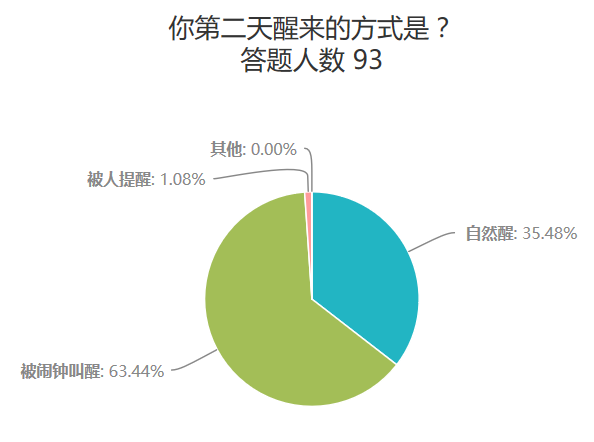 你第二天醒来的方式是？
答题人数 93
其他: 0.00%
被人提醒: 1.08%
自然醒: 35.48%
被闹钟叫醒: 63.44%